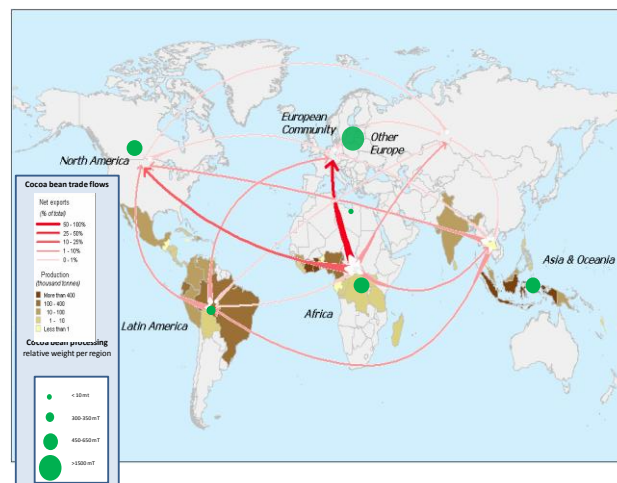 European
Community
Other
Europe
North America
Asia & Oceania
Latin America
Africa
Cocoa bean trade flows
Net exports
(% of total)
50 - 100%
25 - 50%
10 - 25%
1 - 10%
0 - 1%
Production
(thousand tonnes)
More than 400
100 - 400
10 - 100
1 - 10
Less than 1
Cocoa bean processing
relative weight per region
< 10 mt
300-350 mT
450-650 mT
>1500 mT